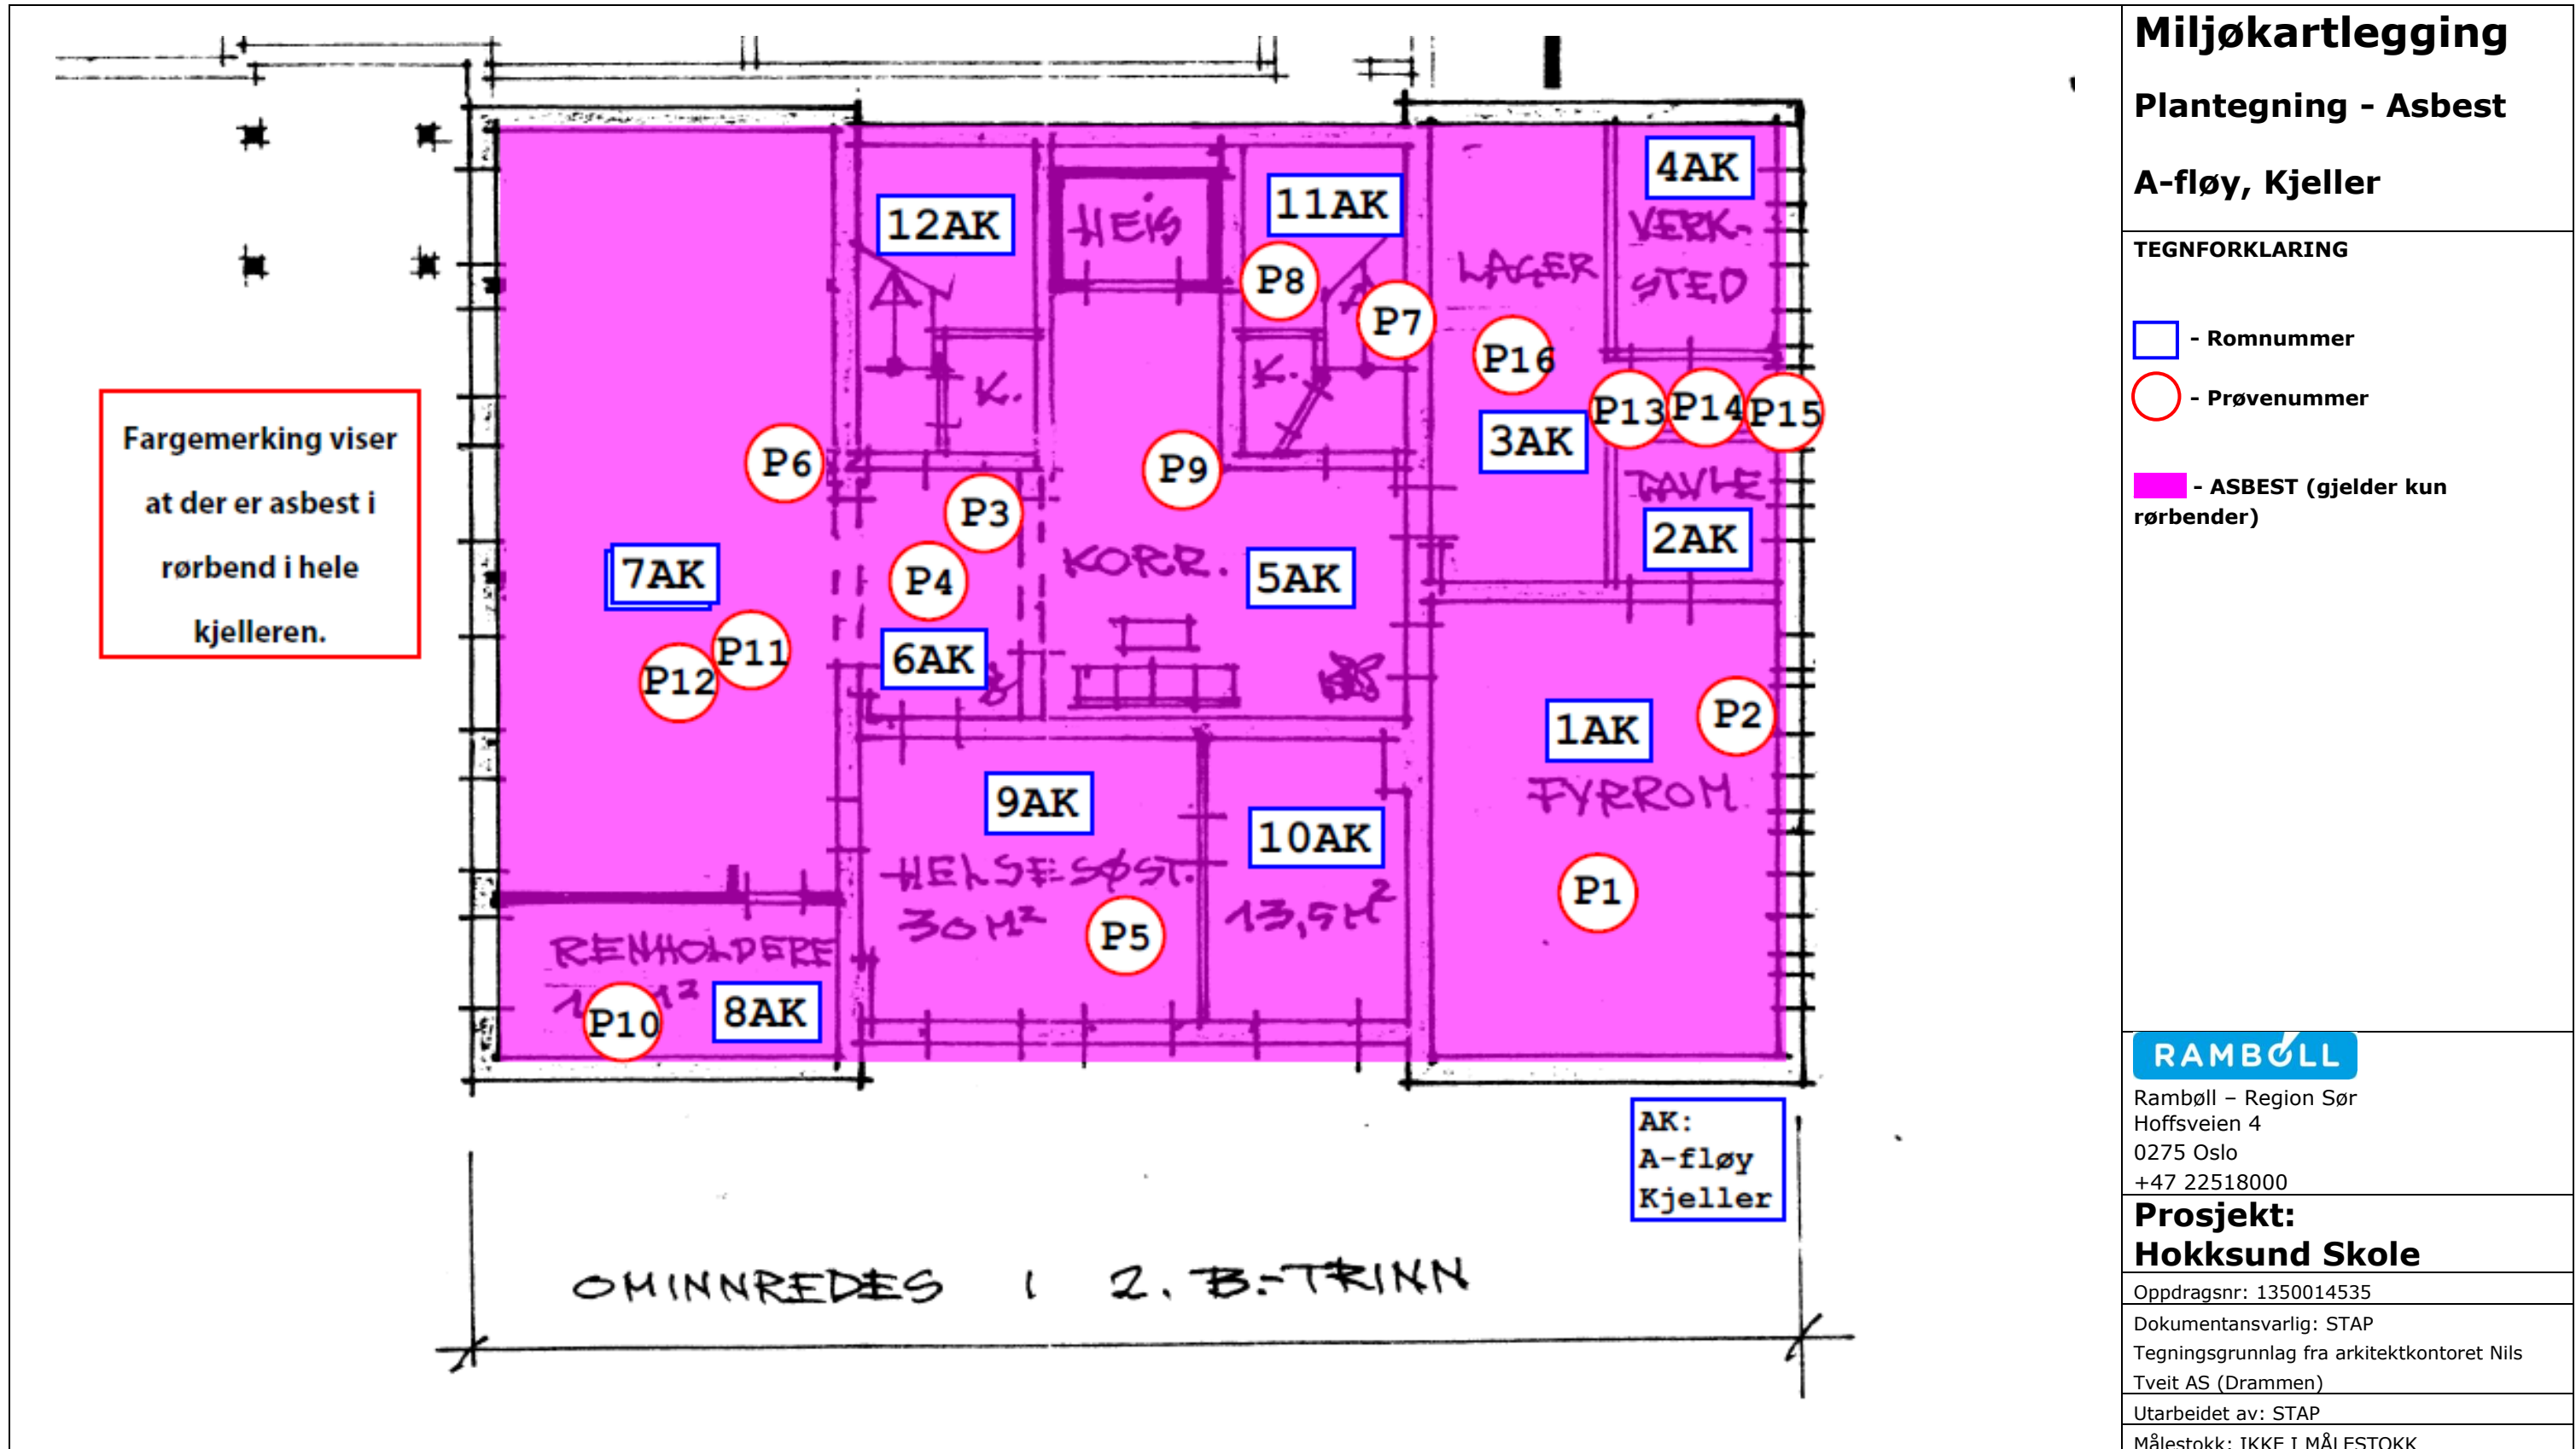 Fargemerking viser
at der er asbest i
rørbend i hele
kjelleren.
12AK
HEIS
11AK
4AK
VERK-
STED
LAGER
P8
P7
P16
K.
K.
P13
P14
P15
3AK
P6
P9
TAVLE
P3
2AK
7AK
P4
KORR.
5AK
6AK
P11
P12
1AK
P2
FYRROM
9AK
10AK
HELSESØST.
30 M²
13,5 M²
P1
P5
RENHOLDERE
P10
8AK
AK:
A-fløy
Kjeller
OMINNREDES I 2. B.-TRINN
Miljøkartlegging
Plantegning - Asbest
A-fløy, Kjeller
TEGNFORKLARING
- Romnummer
- Prøvenummer
- ASBEST (gjelder kun
rørbender)
RAMBØLL
Rambøll – Region Sør
Hoffsveien 4
0275 Oslo
+47 22518000
Prosjekt:
Hokksund Skole
Oppdragsnr: 1350014535
Dokumentansvarlig: STAP
Tegningsgrunnlag fra arkitektkontoret Nils
Tveit AS (Drammen)
Utarbeidet av: STAP
Målestokk: IKKE I MÅLESTOKK